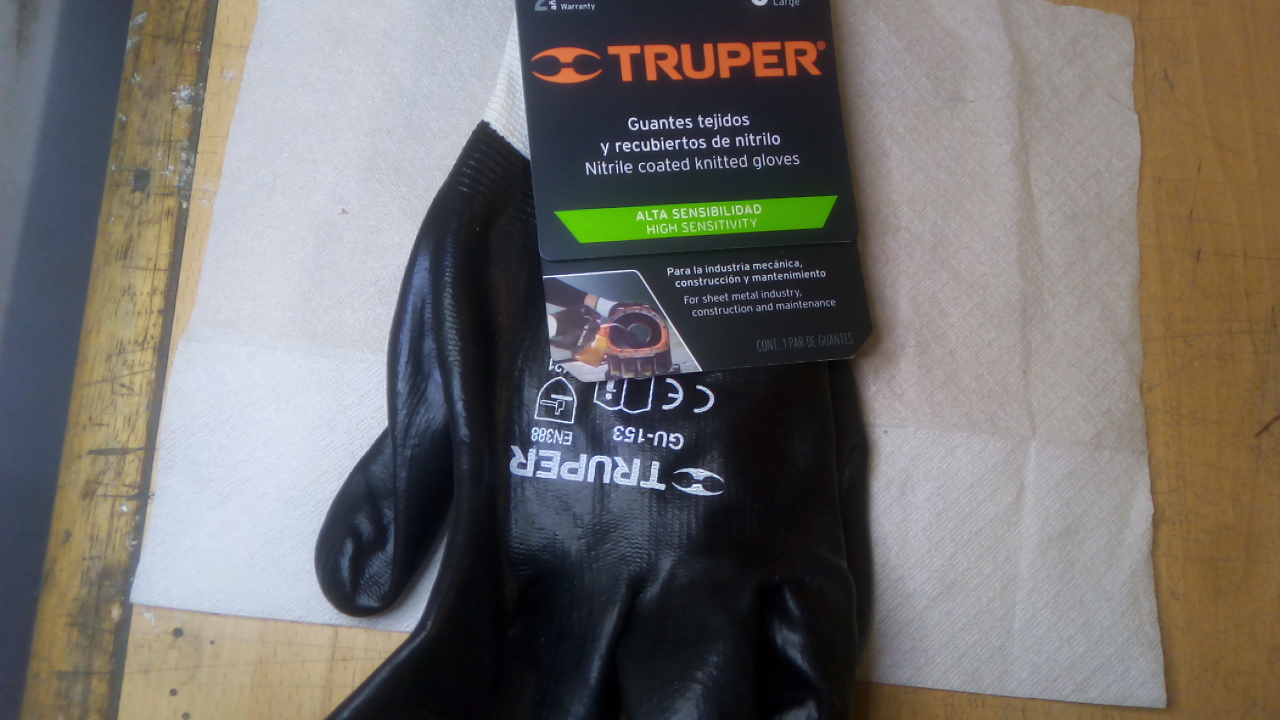 2 Warranty
Large
TRUPER®
Guantes tejidos
y recubiertos de nitrilo
Nitrile coated knitted gloves
ALTA SENSIBILIDAD
HIGH SENSITIVITY
Para la industria mecánica,
construcción y mantenimiento
For sheet metal industry,
construction and maintenance
CONT.: 1 PAR DE GUANTES
CE
GU-153
EN388
TRUPER